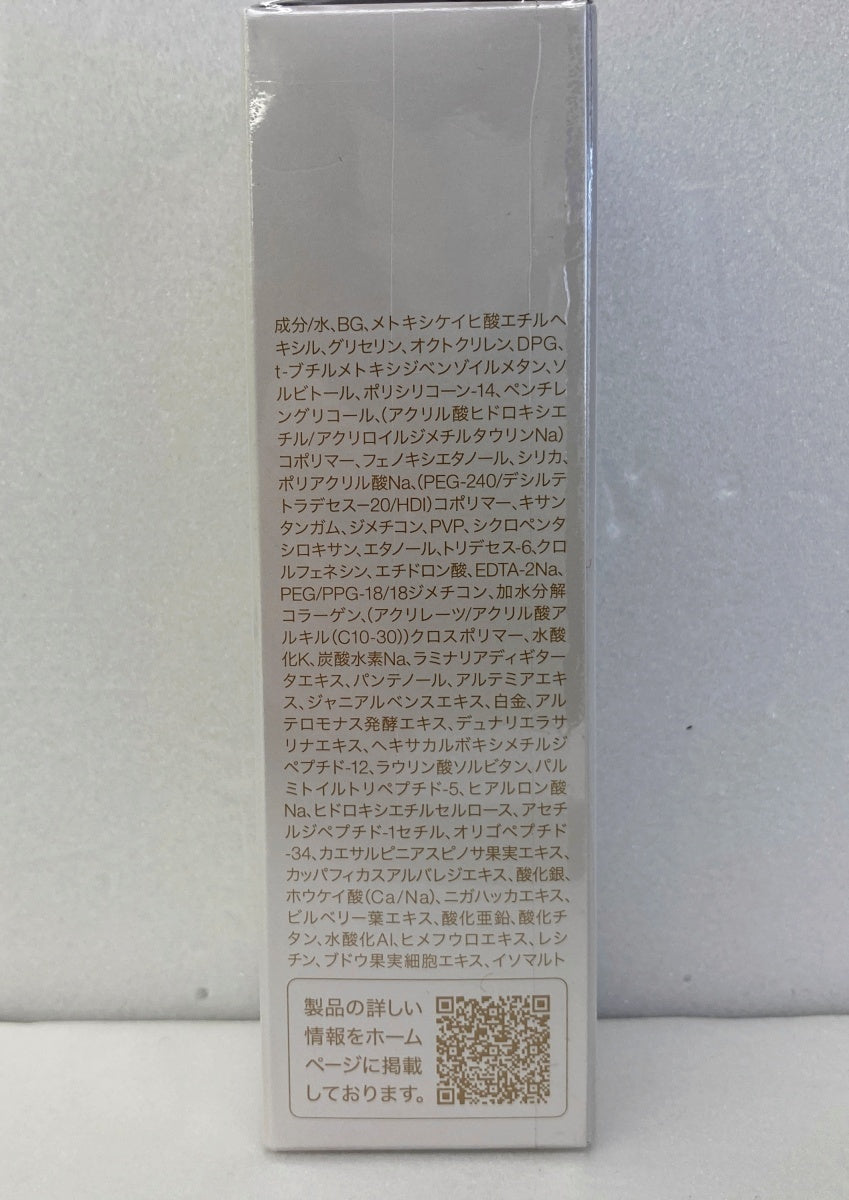 成分/水、BG、メトキシケイヒ酸エチルヘ
キシル、グリセリン、オクトクリレン、DPG、
t-ブチルメトキシジベンゾイルメタン、ソ
ルビトール、ポリシリコーン-14、ペンチレ
ングリコール、(アクリル酸ヒドロキシエ
チル/アクリロイルジメチルタウリンNa)
コポリマー、フェノキシエタノール、シリカ、
ポリアクリル酸Na、(PEG-240/デシルテ
トラデセスー20/HDI)コポリマー、キサン
タンガム、ジメチコン、PVP、シクロペンタ
シロキサン、エタノール、トリデセス-6、クロ
ルフェネシン、エチドロン酸、EDTA-2Na、
PEG/PPG-18/18ジメチコン、加水分解
コラーゲン、(アクリレーツ/アクリル酸ア
ルキル(C10-30))クロスポリマー、水酸
化K、炭酸水素Na、ラミナリアディギター
タエキス、パンテノール、アルテミアエキ
ス、ジャニアルベンスエキス、白金、アル
テロモナス発酵エキス、デュナリエラサ
リナエキス、ヘキサカルボキシメチルジ
ペプチド-12、ラウリン酸ソルビタン、パル
ミトイルトリペプチド-5、ヒアルロン酸
Na、ヒドロキシエチルセルロース、アセチ
ルジペプチド-1セチル、オリゴペプチド
-34、カエサルピニアスピノサ果実エキス、
カッパフィカスアルバレジエキス、酸化銀、
ホウケイ酸(Ca/Na)、ニガハッカエキス、
ビルベリー葉エキス、酸化亜鉛、酸化チ
タン、水酸化Al、ヒメフウロエキス、レシ
チン、ブドウ果実細胞エキス、イソマルト
製品の詳しい
情報をホーム
ページに掲載
しております。